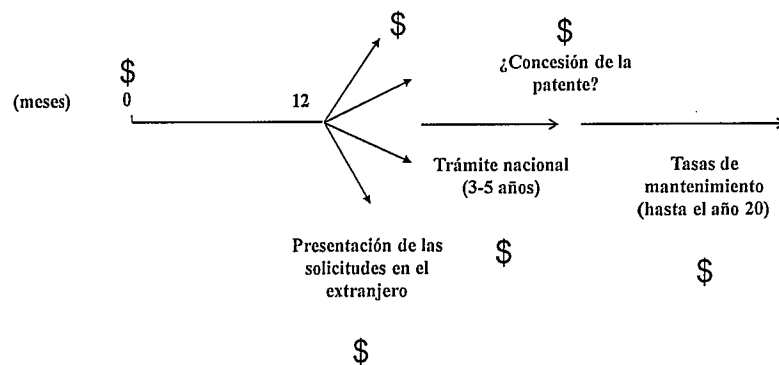 $
$
$
¿Concesión de la
patente?
(meses)
0
12
Trámite nacional
(3-5 años)
Tasas de
mantenimiento
(hasta el año 20)
Presentación de las
solicitudes en el
extranjero
$
$
$